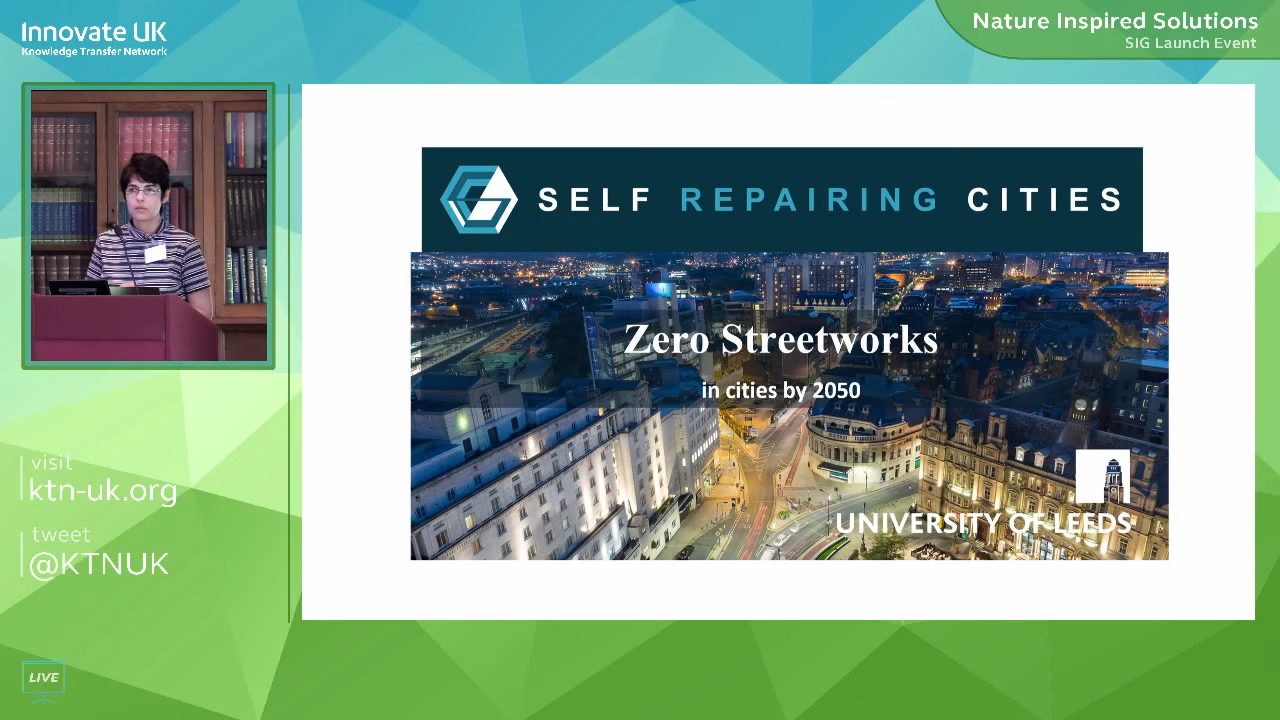 Innovate UK
Knowledge Transfer Network
Nature Inspired Solutions
SIG Launch Event
SELF REPAIRING CITIES
Zero Streetworks
in cities by 2050
UNIVERSITY OF LEEDS
visit
ktn-uk.org
tweet
@KTNUK
LIVE